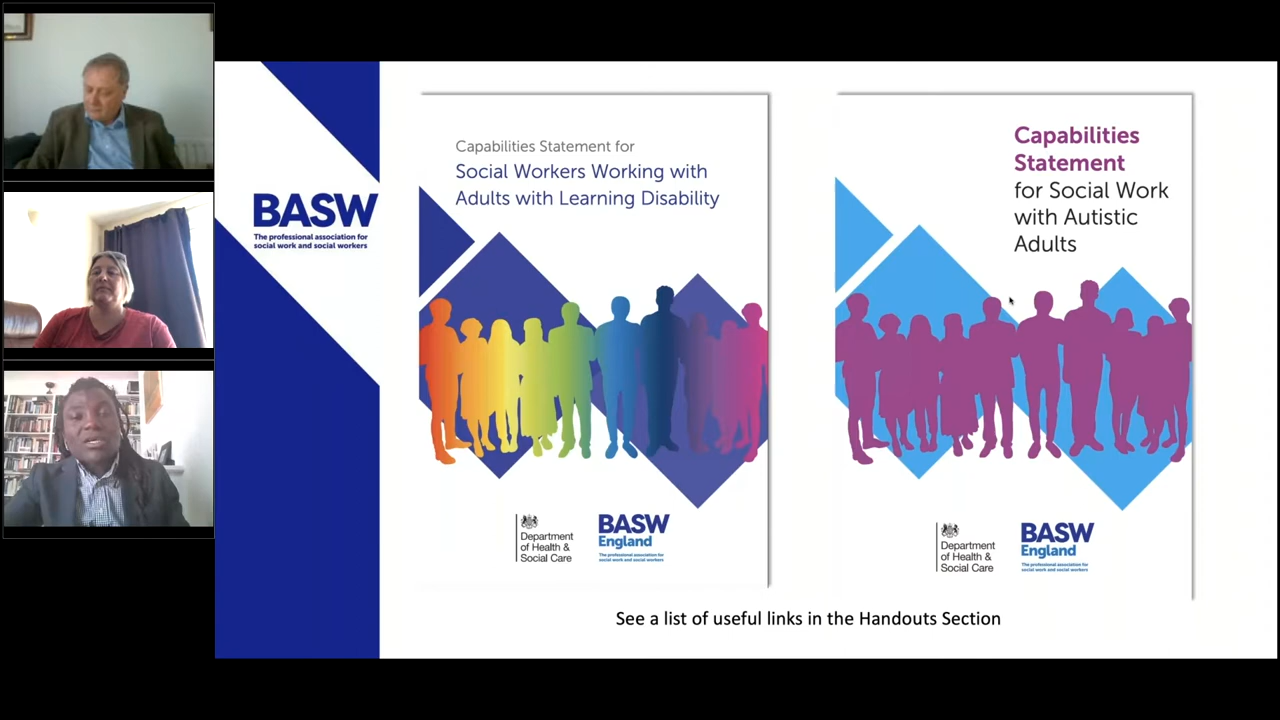 BASW
The professional association for
social work and social workers
Capabilities Statement for
Social Workers Working with
Adults with Learning Disability
Department
of Health &
Social Care
BASW
England
The professional association for
social work and social workers
Capabilities
Statement
for Social Work
with Autistic
Adults
Department
of Health &
Social Care
BASW
England
The professional association for
social work and social workers
See a list of useful links in the Handouts Section